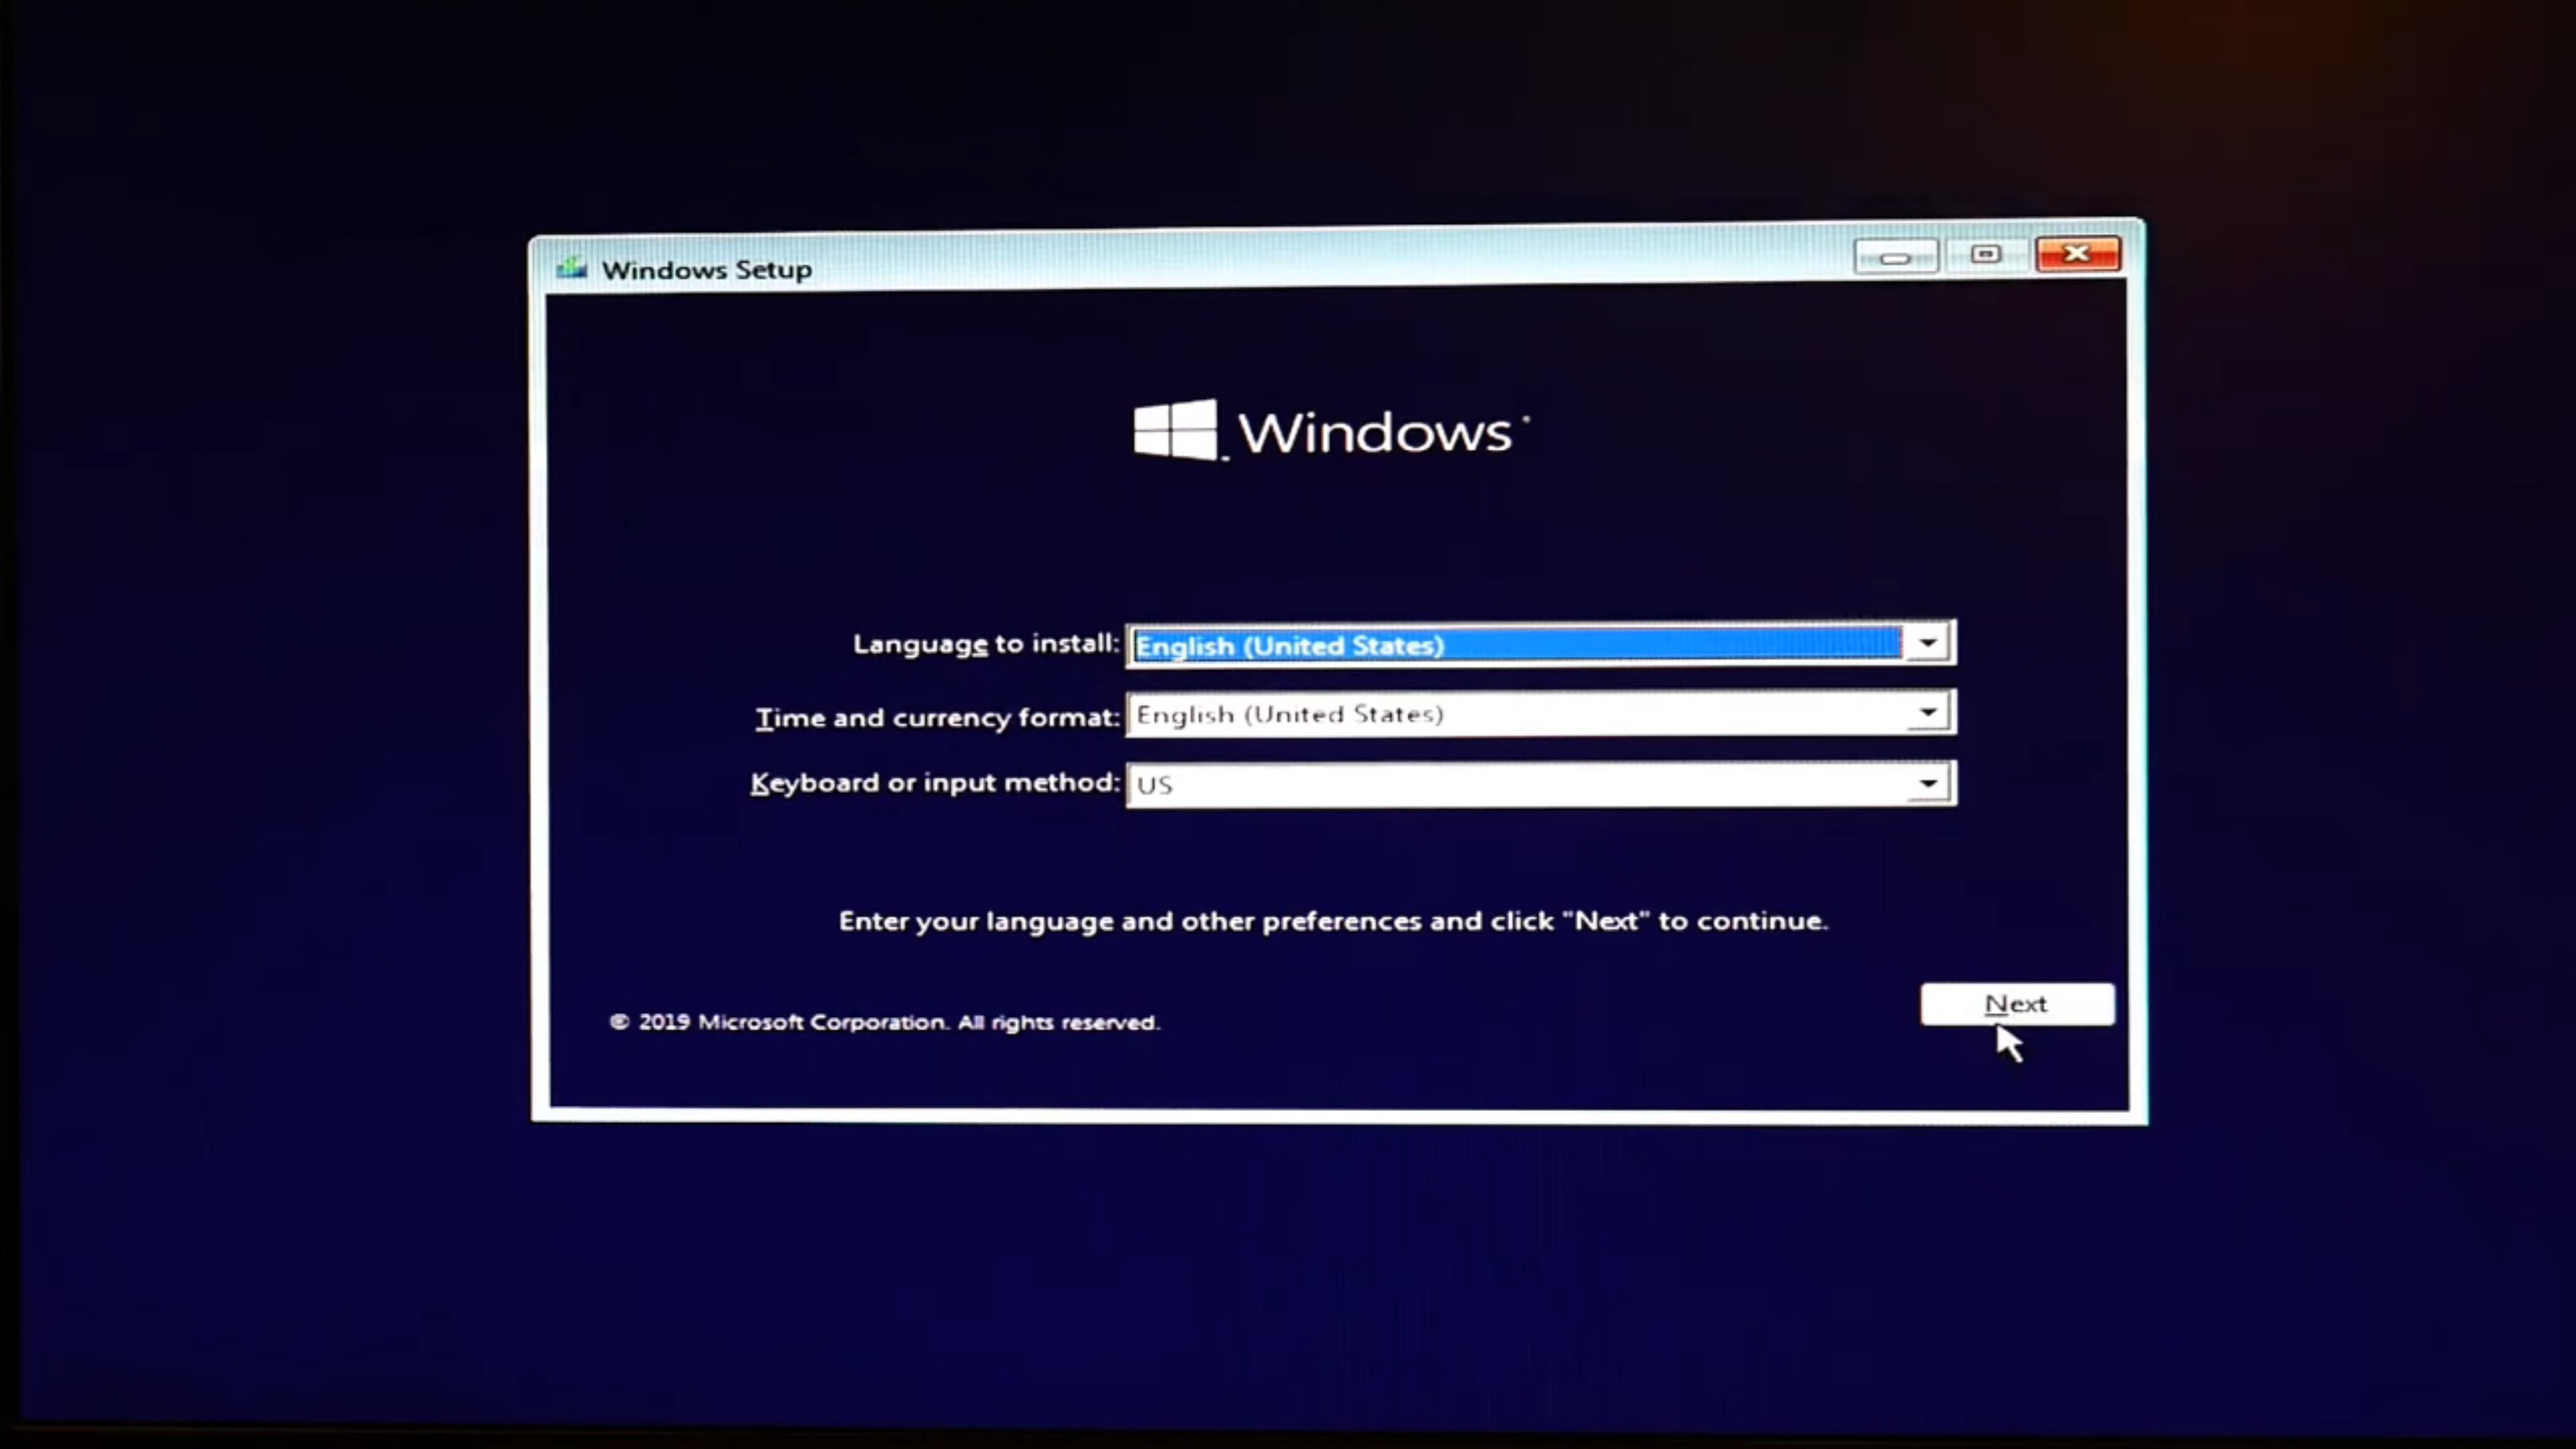 Windows Setup
Windows
Language to install: English (United States)
Time and currency format: English (United States)
Keyboard or input method: US
Enter your language and other preferences and click "Next" to continue.
Next
© 2019 Microsoft Corporation. All rights reserved.